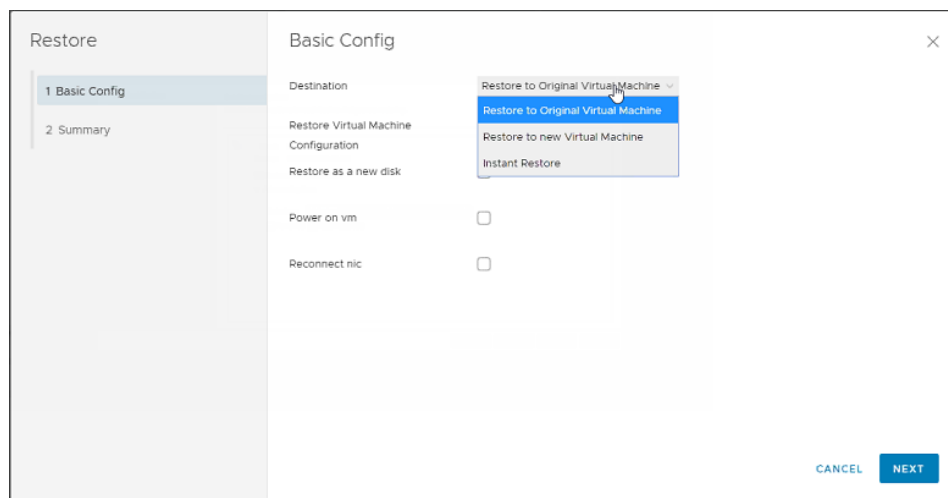 Restore
1 Basic Config
2 Summary
Basic Config
Destination
Restore to Original Virtual Machine
Restore to Original Virtual Machine
Restore to new Virtual Machine
Instant Restore
Restore Virtual Machine
Configuration
Restore as a new disk
Power on vm
Reconnect nic
CANCEL
NEXT